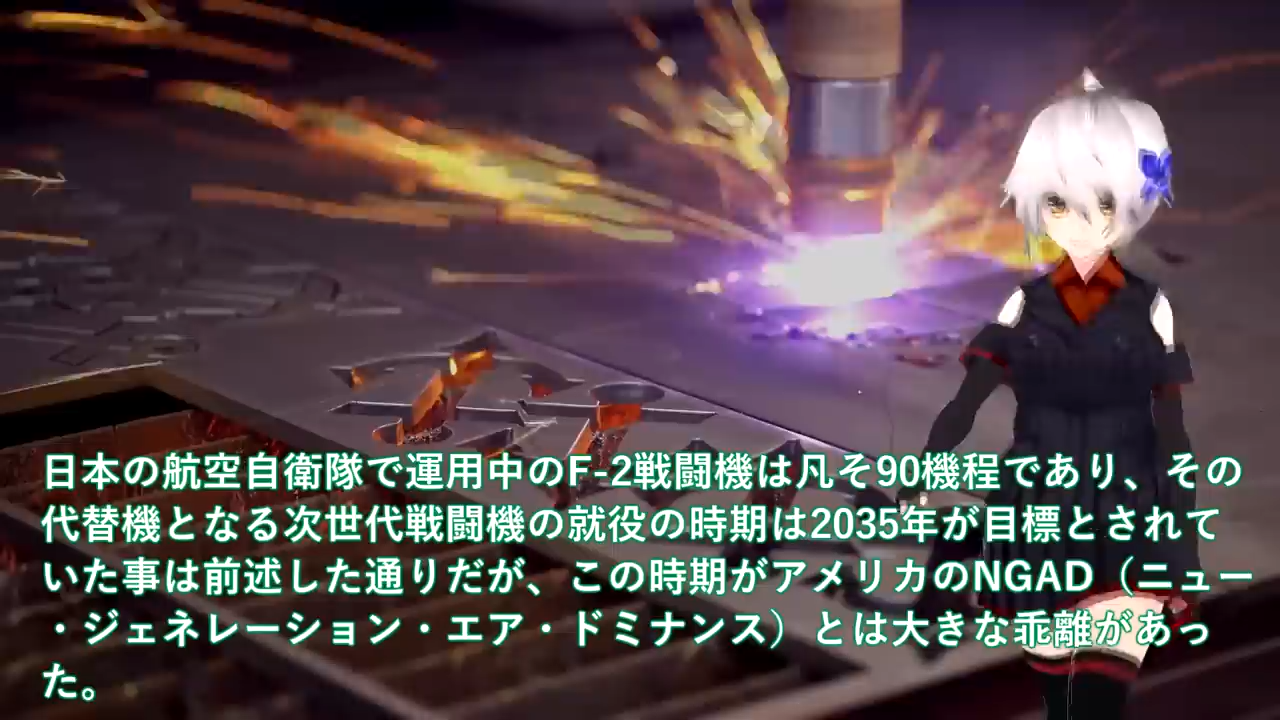 日本の航空自衛隊で運用中のF-2戦闘機は凡そ90機程であり、その
代替機となる次世代戦闘機の就役の時期は2035年が目標とされて
いた事は前述した通りだが、この時期がアメリカのNGAD（ニュー
・ジェネレーション・エア・ドミナンス）とは大きな乖離があっ
た。